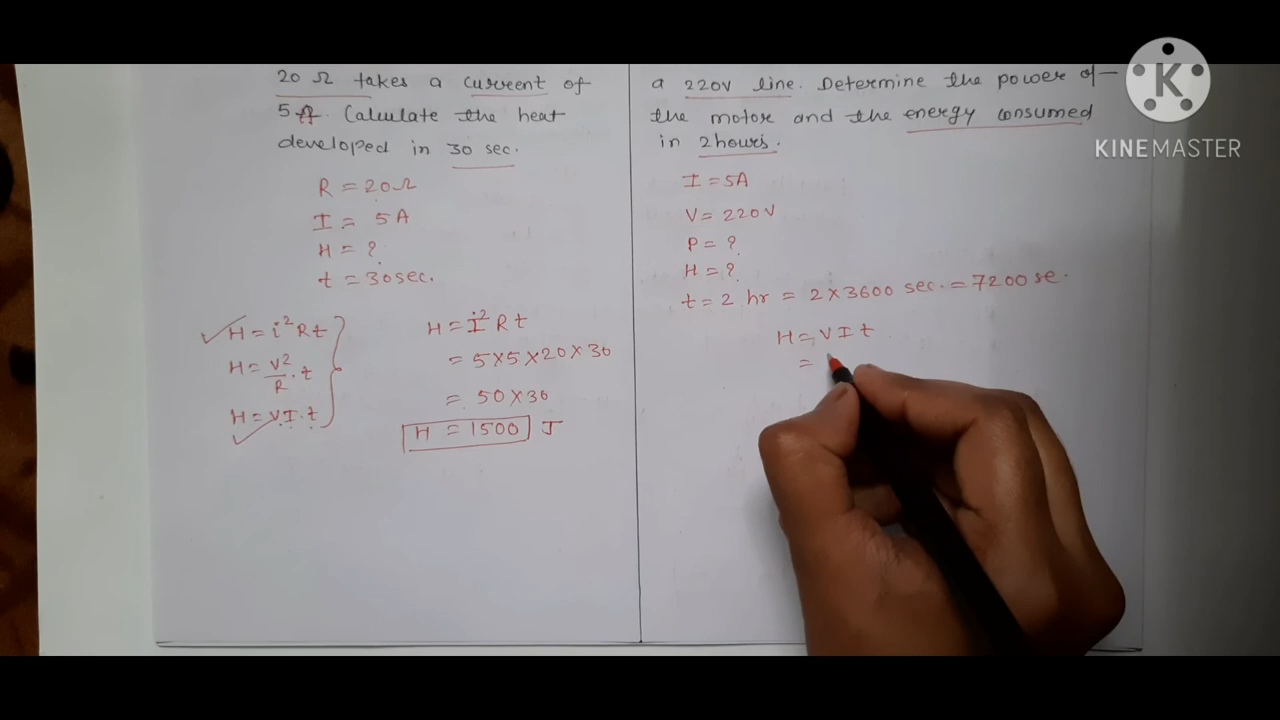 20 Ω takes a current of
5A. Calculate the heat
developed in 30 sec.
R = 20Ω
I = 5A
H = ?
t = 30sec.
H = i²Rt
H = V²/R . t
H = VI.t
H = I² R t
= 5×5×20×30
= 50×30
H = 1500 J
a 220V line. Determine the power of
the motor and the energy consumed
in 2hours.
I = 5A
V = 220V
P = ?
H = ?
t = 2 hr = 2×3600 sec. = 7200 se.
H = VIt
=
K
KINEMASTER